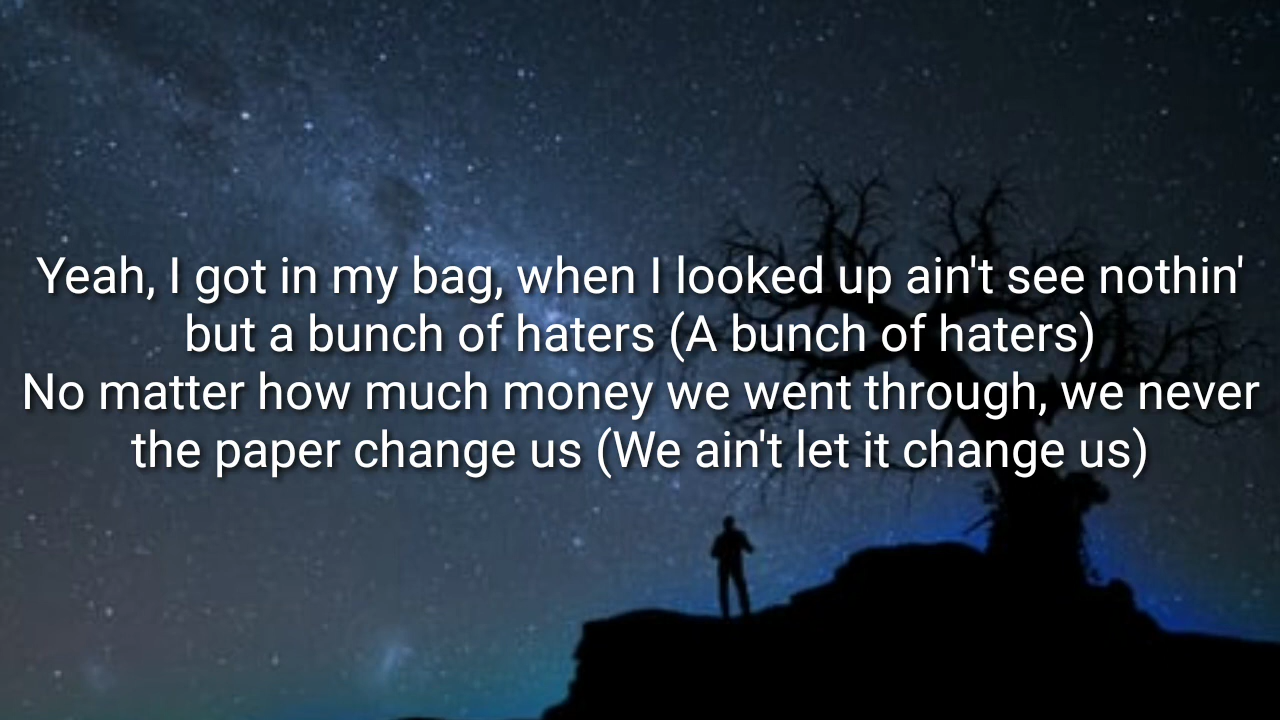 Yeah, I got in my bag, when I looked up ain't see nothin'
but a bunch of haters (A bunch of haters)
No matter how much money we went through, we never
the paper change us (We ain't let it change us)